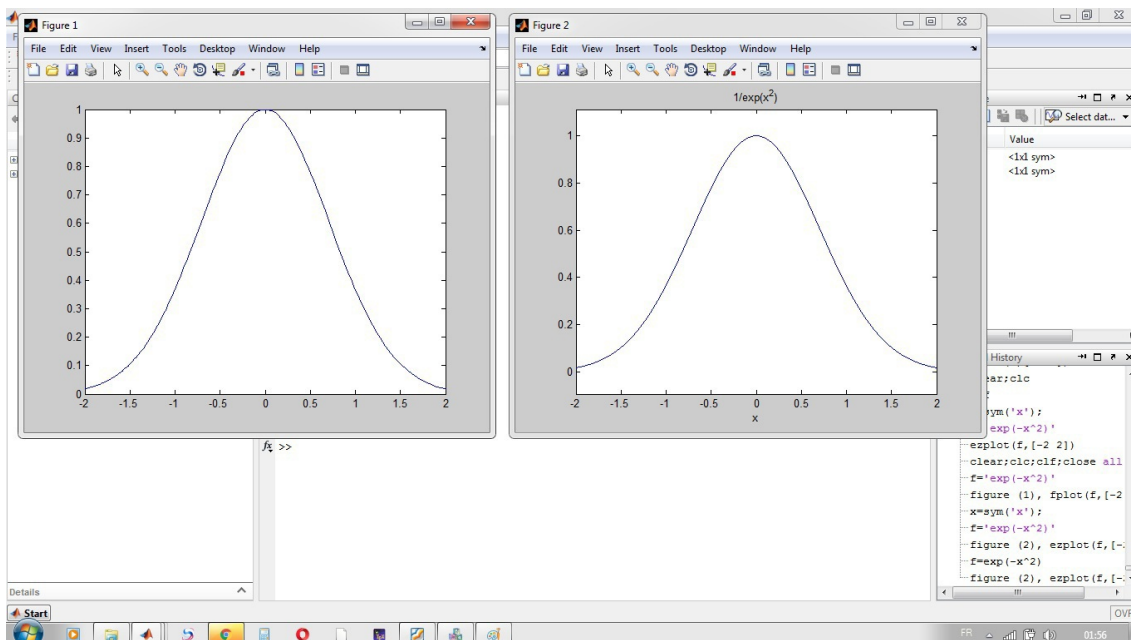 Figure 1
File Edit View Insert Tools Desktop Window Help
1
0.9
0.8
0.7
0.6
0.5
0.4
0.3
0.2
0.1
0
-2 -1.5 -1 -0.5 0 0.5 1 1.5 2
Figure 2
File Edit View Insert Tools Desktop Window Help
1/exp(x²)
1
0.8
0.6
0.4
0.2
0
-2 -1.5 -1 -0.5 0 0.5 1 1.5 2
x
Select dat...
Value
<1x1 sym>
<1x1 sym>
fx >>
History
ear;clc
sym('x');
exp(-x^2)'
ezplot(f,[-2 2])
clear;clc;clf;close all
f='exp(-x^2)'
figure (1), fplot(f,[-2
x=sym('x');
f='exp(-x^2)'
figure (2), ezplot(f,[-
f=exp(-x^2)
figure (2), ezplot(f,[-
Details
Start
OVR
FR 01:56